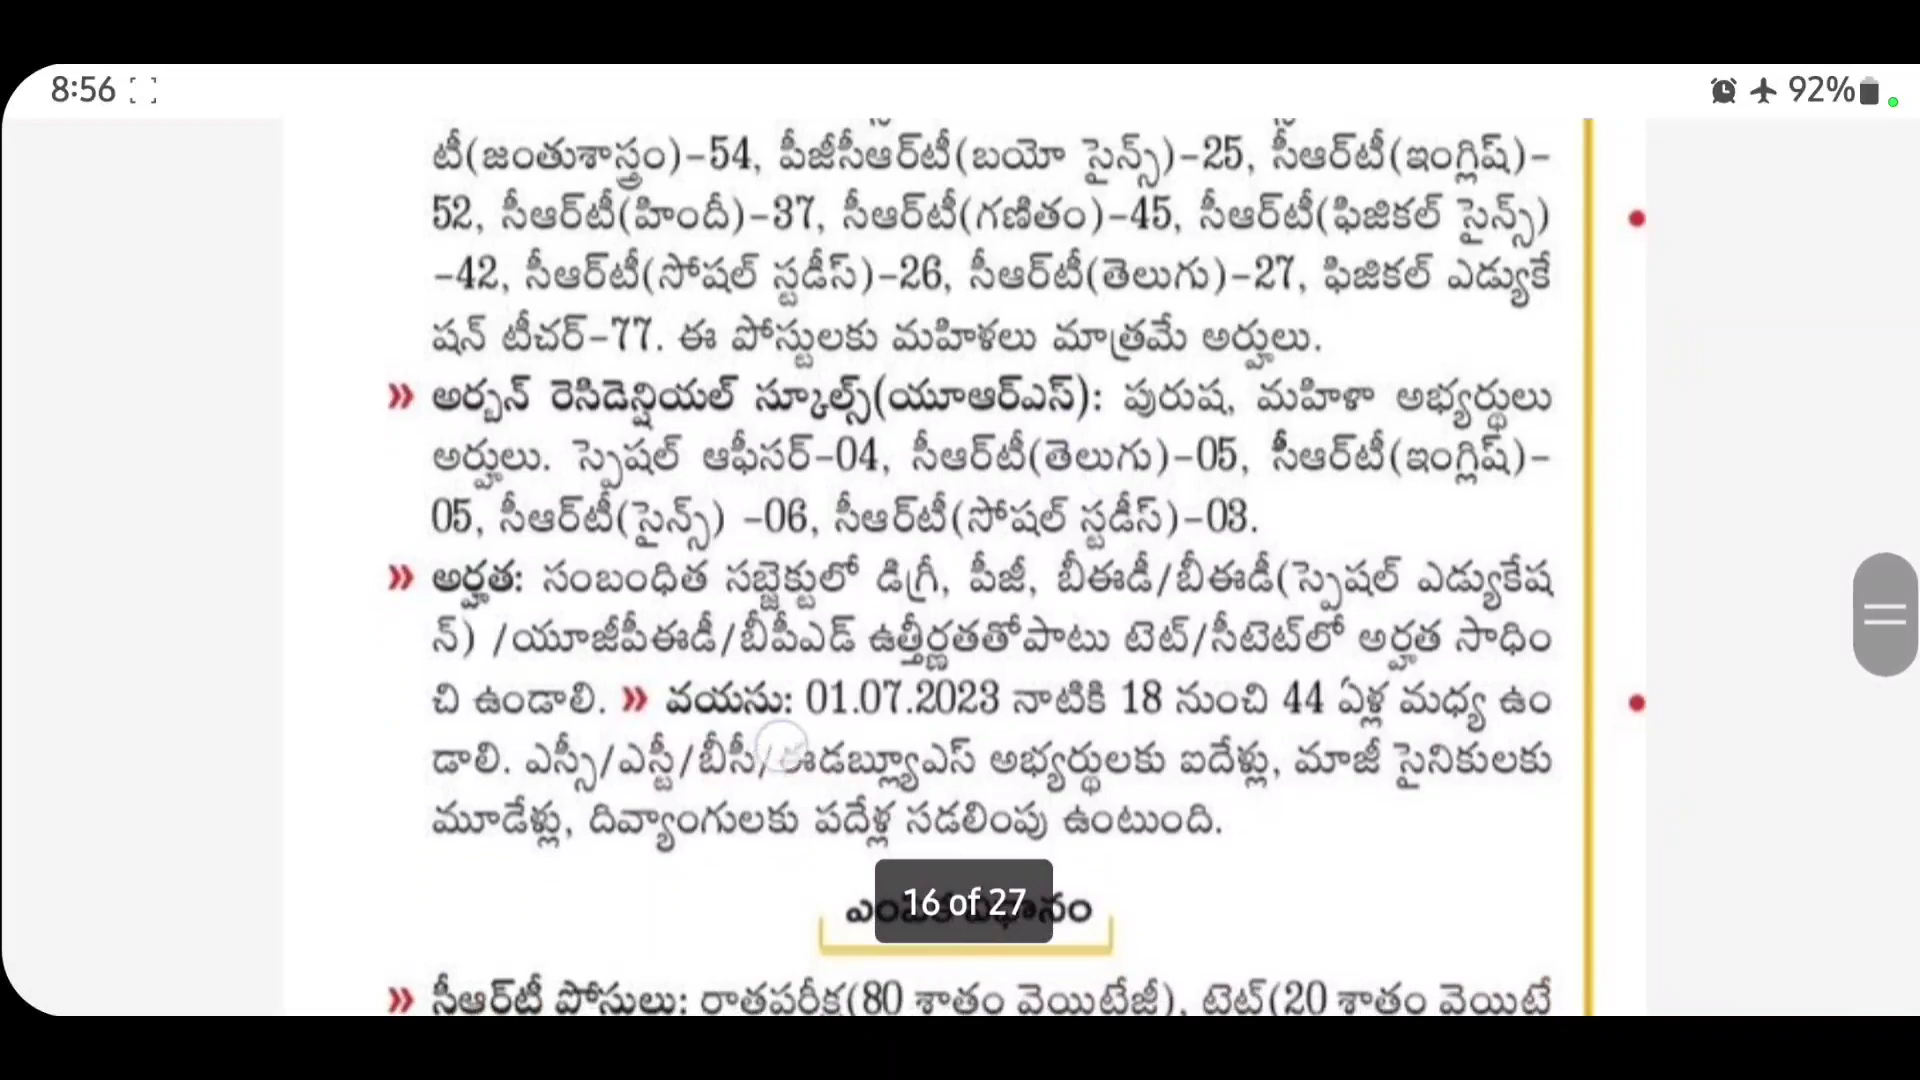 8:56
92%
టీ(జంతుశాస్త్రం)-54, పీజీసీఆర్‌టీ(బయో సైన్స్)-25, సీఆర్‌టీ(ఇంగ్లిష్)-
52, సీఆర్‌టీ(హిందీ)-37, సీఆర్‌టీ(గణితం)-45, సీఆర్‌టీ(ఫిజికల్ సైన్స్)
-42, సీఆర్‌టీ(సోషల్ స్టడీస్)-26, సీఆర్‌టీ(తెలుగు)-27, ఫిజికల్ ఎడ్యుకే
షన్ టీచర్-77. ఈ పోస్టులకు మహిళలు మాత్రమే అర్హులు.
» అర్బన్ రెసిడెన్షియల్ స్కూల్స్(యూఆర్ఎస్): పురుష, మహిళా అభ్యర్థులు
అర్హులు. స్పెషల్ ఆఫీసర్-04, సీఆర్‌టీ(తెలుగు)-05, సీఆర్‌టీ(ఇంగ్లిష్)-
05, సీఆర్‌టీ(సైన్స్) -06, సీఆర్‌టీ(సోషల్ స్టడీస్)-03.
» అర్హత: సంబంధిత సబ్జెక్టులో డిగ్రీ, పీజీ, బీఈడీ/బీఈడీ(స్పెషల్ ఎడ్యుకేష
న్) /యూజీపీఈడీ/బీపీఎడ్ ఉత్తీర్ణతతోపాటు టెట్/సీటెట్‌లో అర్హత సాధిం
చి ఉండాలి. » వయసు: 01.07.2023 నాటికి 18 నుంచి 44 ఏళ్ల మధ్య ఉం
డాలి. ఎస్సీ/ఎస్టీ/బీసీ/ఈడబ్ల్యూఎస్ అభ్యర్థులకు ఐదేళ్లు, మాజీ సైనికులకు
మూడేళ్లు, దివ్యాంగులకు పదేళ్ల సడలింపు ఉంటుంది.
16 of 27
» సీఆర్‌టీ పోస్టులు: రాతపరీక్ష(80 శాతం వెయిటేజీ), టెట్(20 శాతం వెయిటే